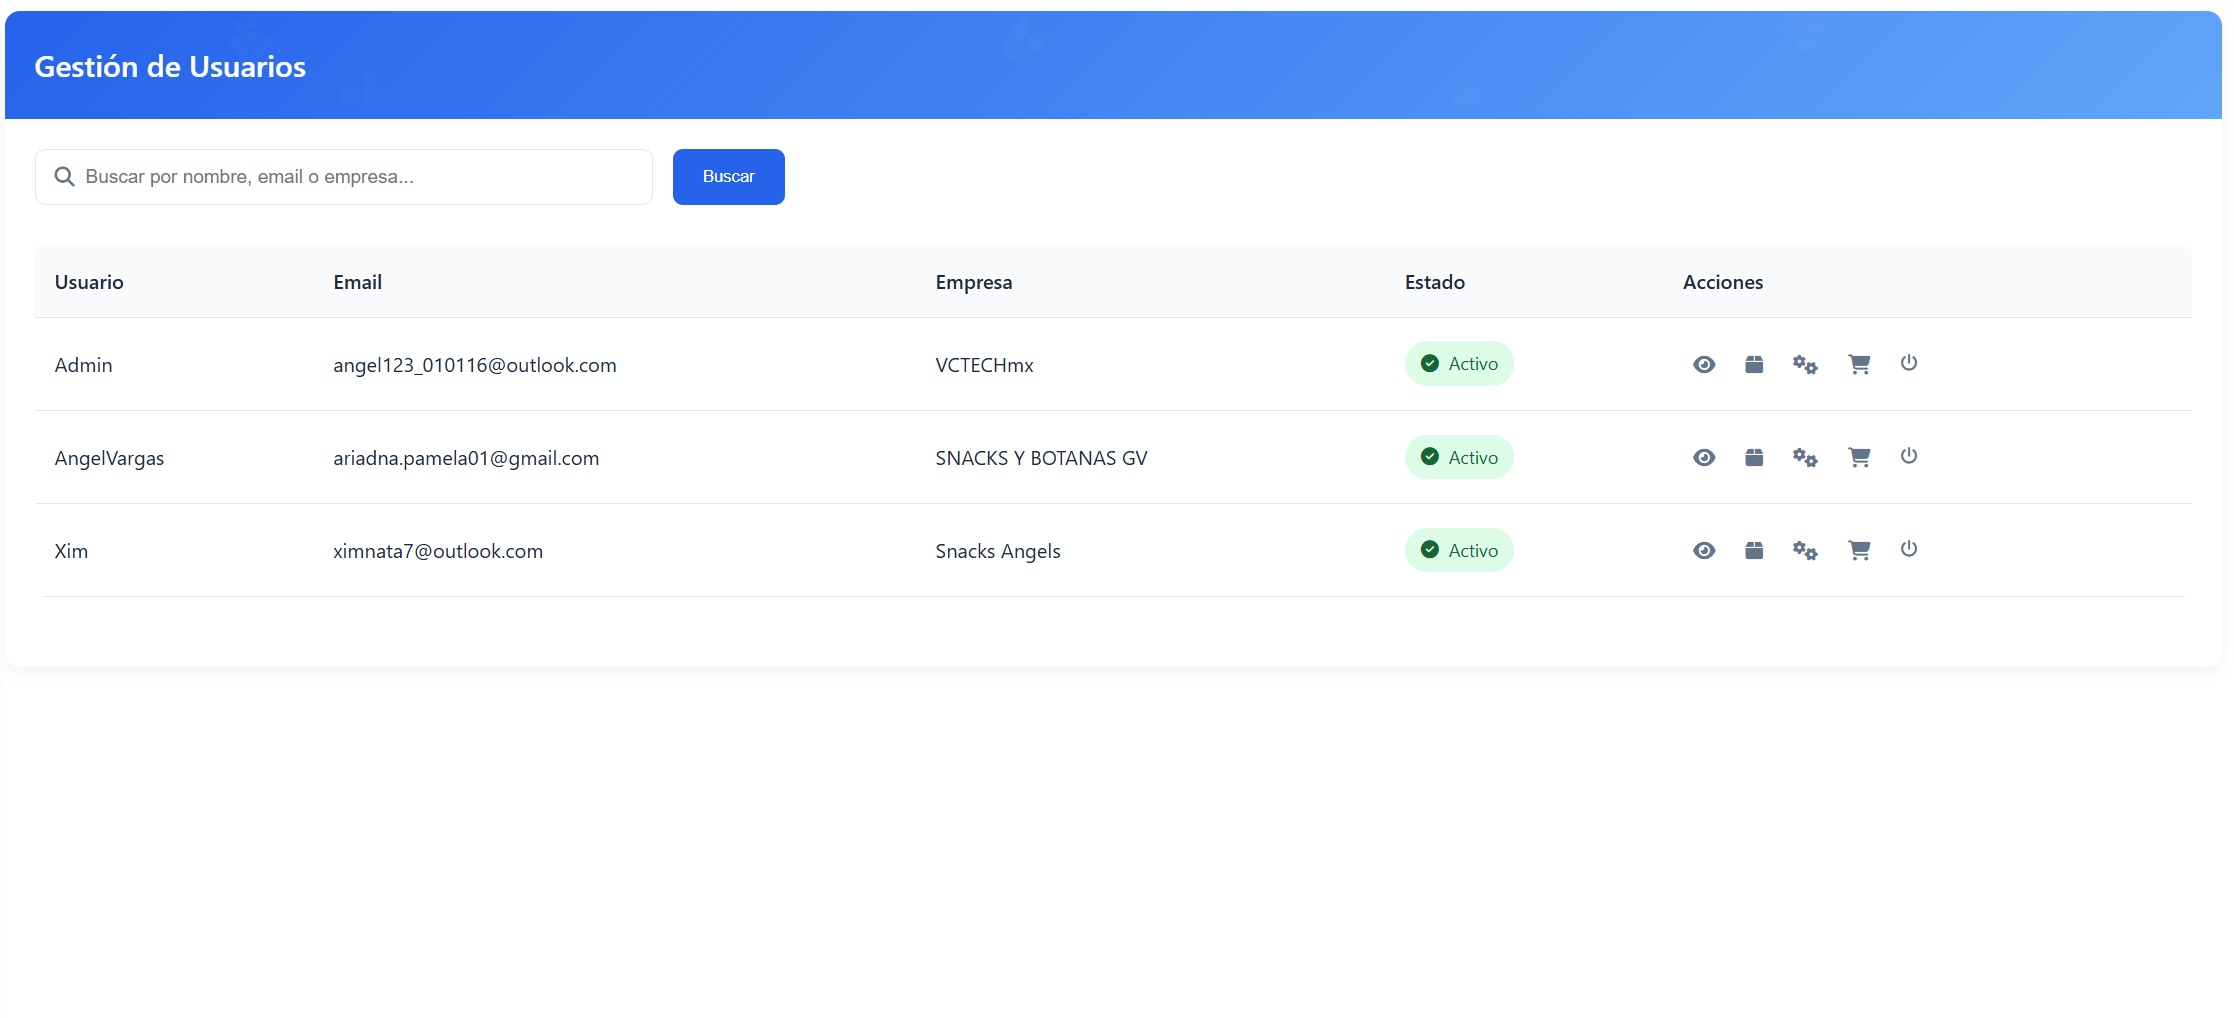 Gestión de Usuarios
Buscar por nombre, email o empresa...
Buscar
Usuario Email Empresa Estado Acciones
Admin angel123_010116@outlook.com VCTECHmx Activo
AngelVargas ariadna.pamela01@gmail.com SNACKS Y BOTANAS GV Activo
Xim ximnata7@outlook.com Snacks Angels Activo